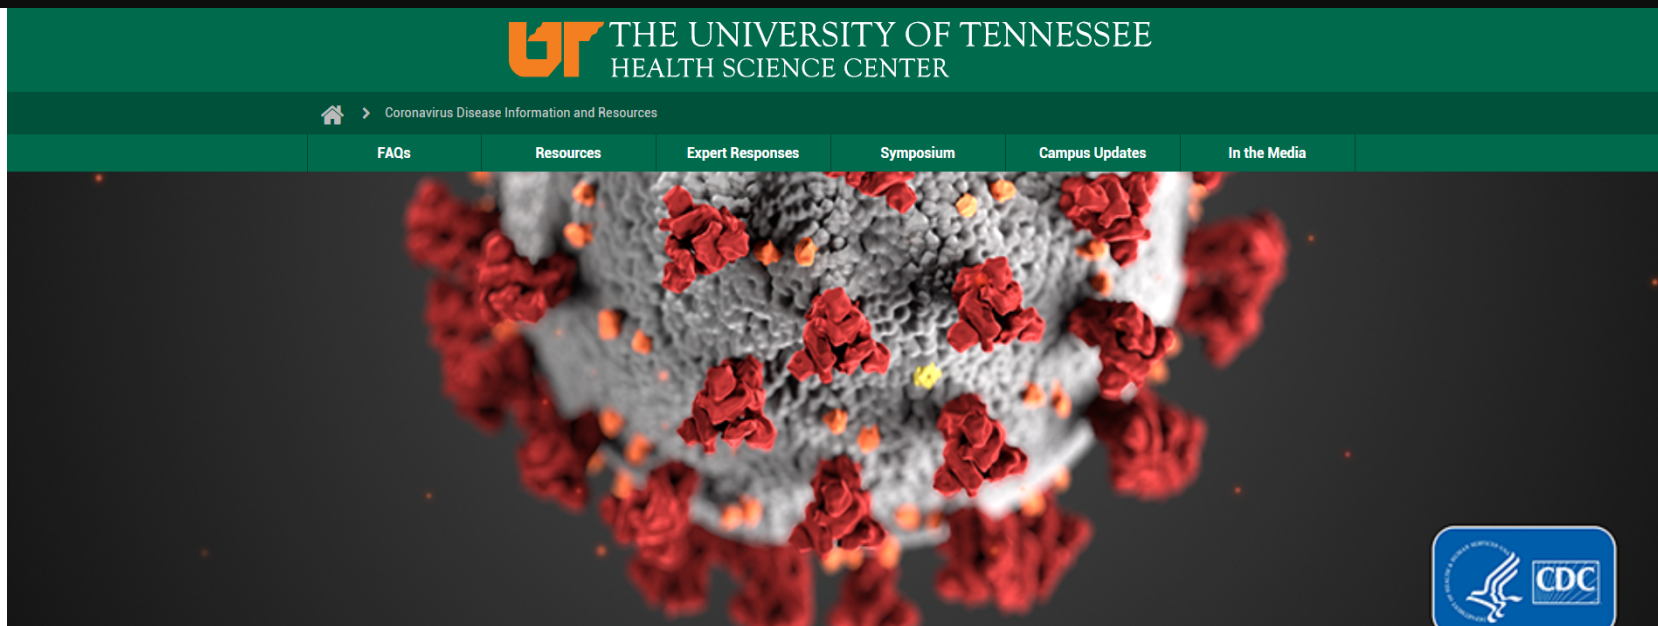 UT THE UNIVERSITY OF TENNESSEE
HEALTH SCIENCE CENTER
Coronavirus Disease Information and Resources
FAQs
Resources
Expert Responses
Symposium
Campus Updates
In the Media
CDC